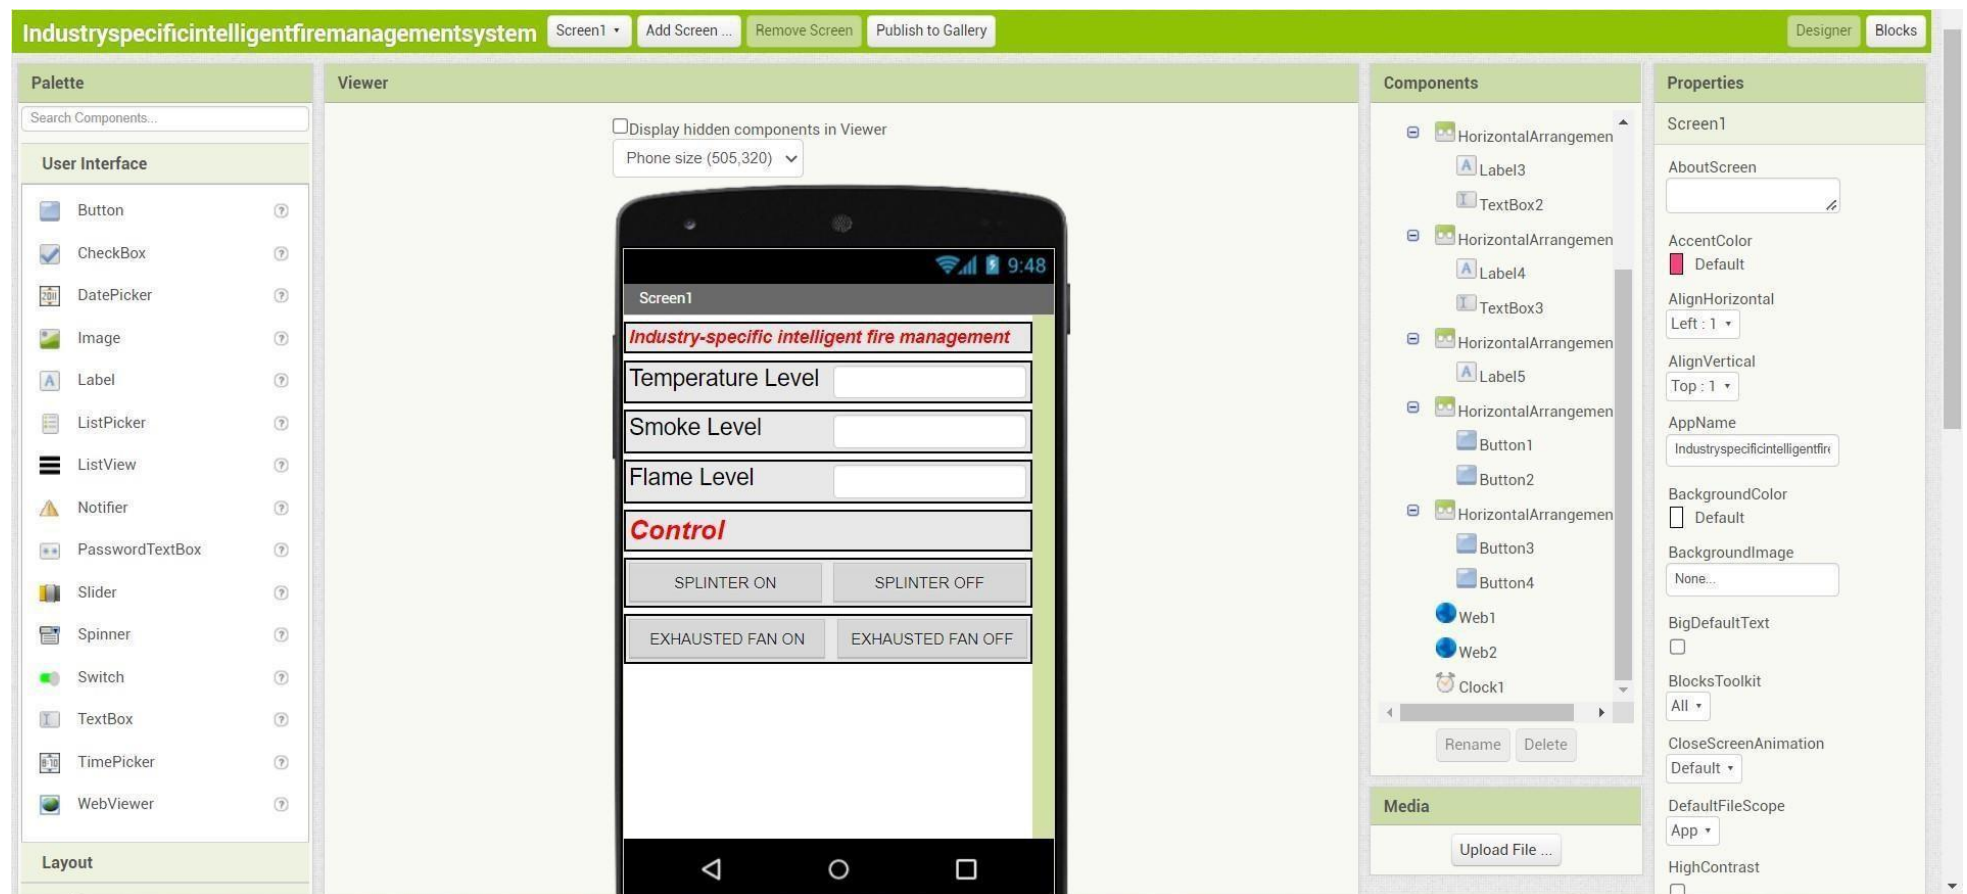 Industryspecificintelligentfiremanagementsystem Screen1 Add Screen ... Remove Screen Publish to Gallery Designer Blocks
Palette
Search Components...
User Interface
Button
CheckBox
DatePicker
Image
Label
ListPicker
ListView
Notifier
PasswordTextBox
Slider
Spinner
Switch
TextBox
TimePicker
WebViewer
Layout
Viewer
Display hidden components in Viewer
Phone size (505,320)
9:48
Screen1
Industry-specific intelligent fire management
Temperature Level
Smoke Level
Flame Level
Control
SPLINTER ON SPLINTER OFF
EXHAUSTED FAN ON EXHAUSTED FAN OFF
Components
HorizontalArrangemen
Label3
TextBox2
HorizontalArrangemen
Label4
TextBox3
HorizontalArrangemen
Label5
HorizontalArrangemen
Button1
Button2
HorizontalArrangemen
Button3
Button4
Web1
Web2
Clock1
Rename Delete
Media
Upload File ...
Properties
Screen1
AboutScreen
AccentColor
Default
AlignHorizontal
Left : 1
AlignVertical
Top : 1
AppName
Industryspecificintelligentfire
BackgroundColor
Default
BackgroundImage
None...
BigDefaultText
BlocksToolkit
All
CloseScreenAnimation
Default
DefaultFileScope
App
HighContrast